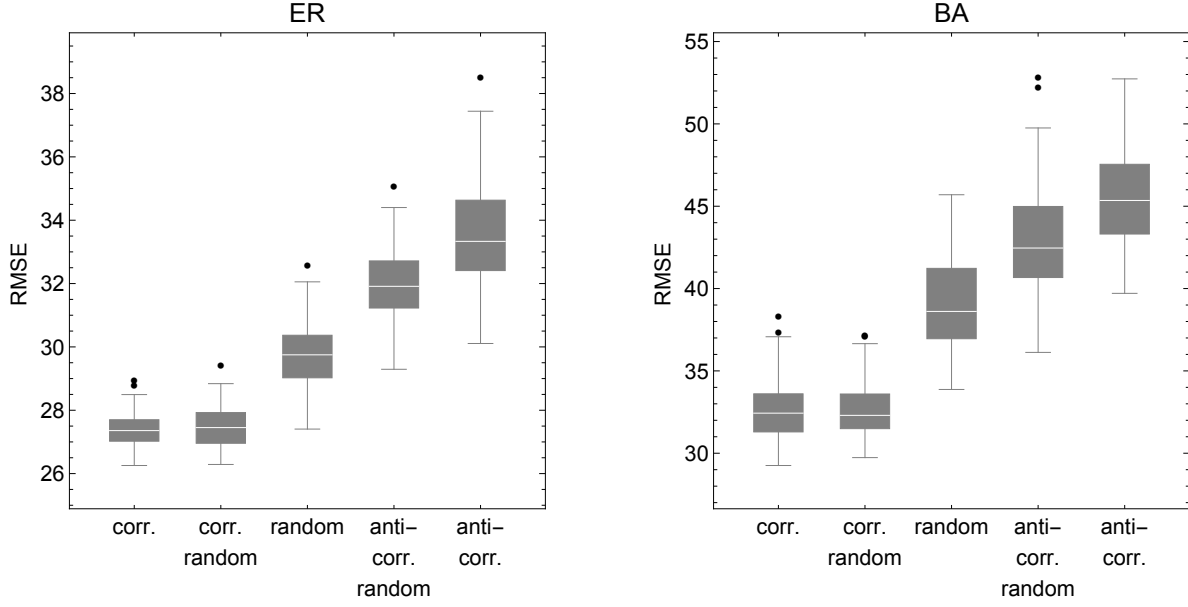 ER
RMSE
38
36
34
32
30
28
26
corr.
corr.
random
random
anti-
corr.
random
anti-
corr.
BA
RMSE
55
50
45
40
35
30
corr.
corr.
random
random
anti-
corr.
random
anti-
corr.